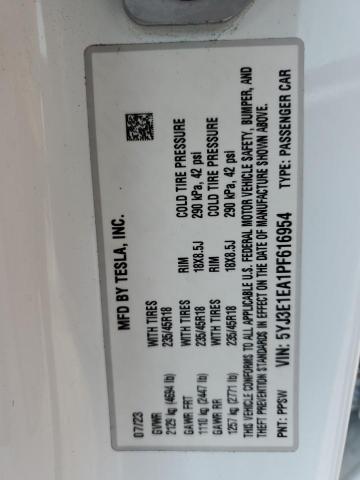 MFD BY TESLA, INC.
07/23
GVWR WITH TIRES RIM COLD TIRE PRESSURE
2129 kg (4694 lb) 235/45R18 18X8.5J 290 kPa, 42 psi
GAWR FRT WITH TIRES RIM COLD TIRE PRESSURE
1110 kg (2447 lb) 235/45R18 18X8.5J 290 kPa, 42 psi
GAWR RR
1257 kg (2771 lb) 235/45R18
THIS VEHICLE CONFORMS TO ALL APPLICABLE U.S. FEDERAL MOTOR VEHICLE SAFETY, BUMPER, AND
THEFT PREVENTION STANDARDS IN EFFECT ON THE DATE OF MANUFACTURE SHOWN ABOVE.
VIN: 5YJ3E1EA1PF616954 TYPE: PASSENGER CAR
PNT: PPSW